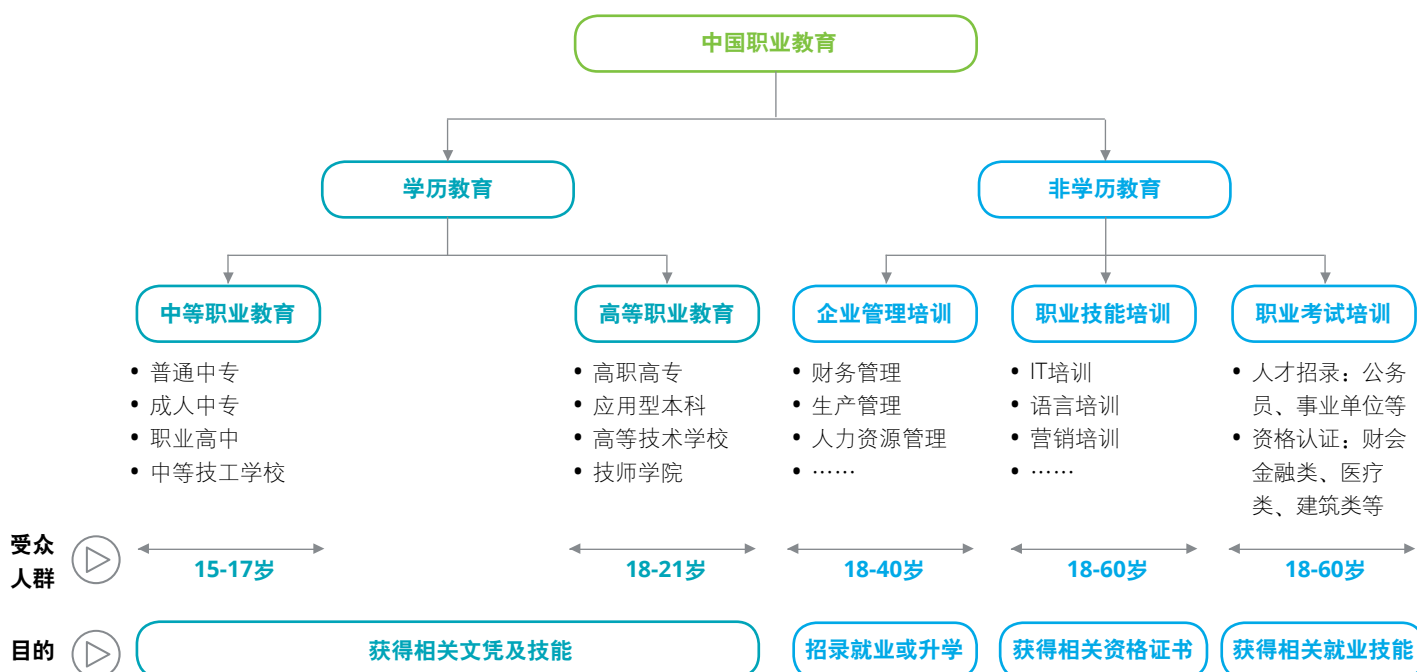 中国职业教育
学历教育
非学历教育
中等职业教育
高等职业教育
企业管理培训
职业技能培训
职业考试培训
• 普通中专
• 成人中专
• 职业高中
• 中等技工学校
• 高职高专
• 应用型本科
• 高等技术学校
• 技师学院
• 财务管理
• 生产管理
• 人力资源管理
• ……
• IT培训
• 语言培训
• 营销培训
• ……
• 人才招录：公务
员、事业单位等
• 资格认证：财会
金融类、医疗
类、建筑类等
受众
人群
15-17岁
18-21岁
18-40岁
18-60岁
18-60岁
目的
获得相关文凭及技能
招录就业或升学
获得相关资格证书
获得相关就业技能